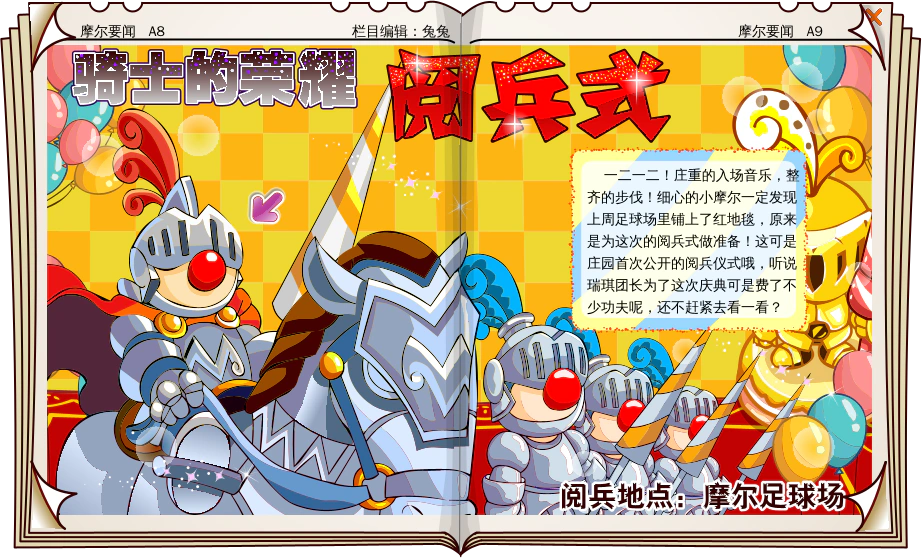 摩尔要闻 A8
栏目编辑：兔兔
摩尔要闻 A9
骑士的荣耀
阅兵式
一二一二！庄重的入场音乐，整
齐的步伐！细心的小摩尔一定发现
上周足球场里铺上了红地毯，原来
是为这次的阅兵式做准备！这可是
庄园首次公开的阅兵仪式哦，听说
瑞琪团长为了这次庆典可是费了不
少功夫呢，还不赶紧去看一看？
阅兵地点：摩尔足球场